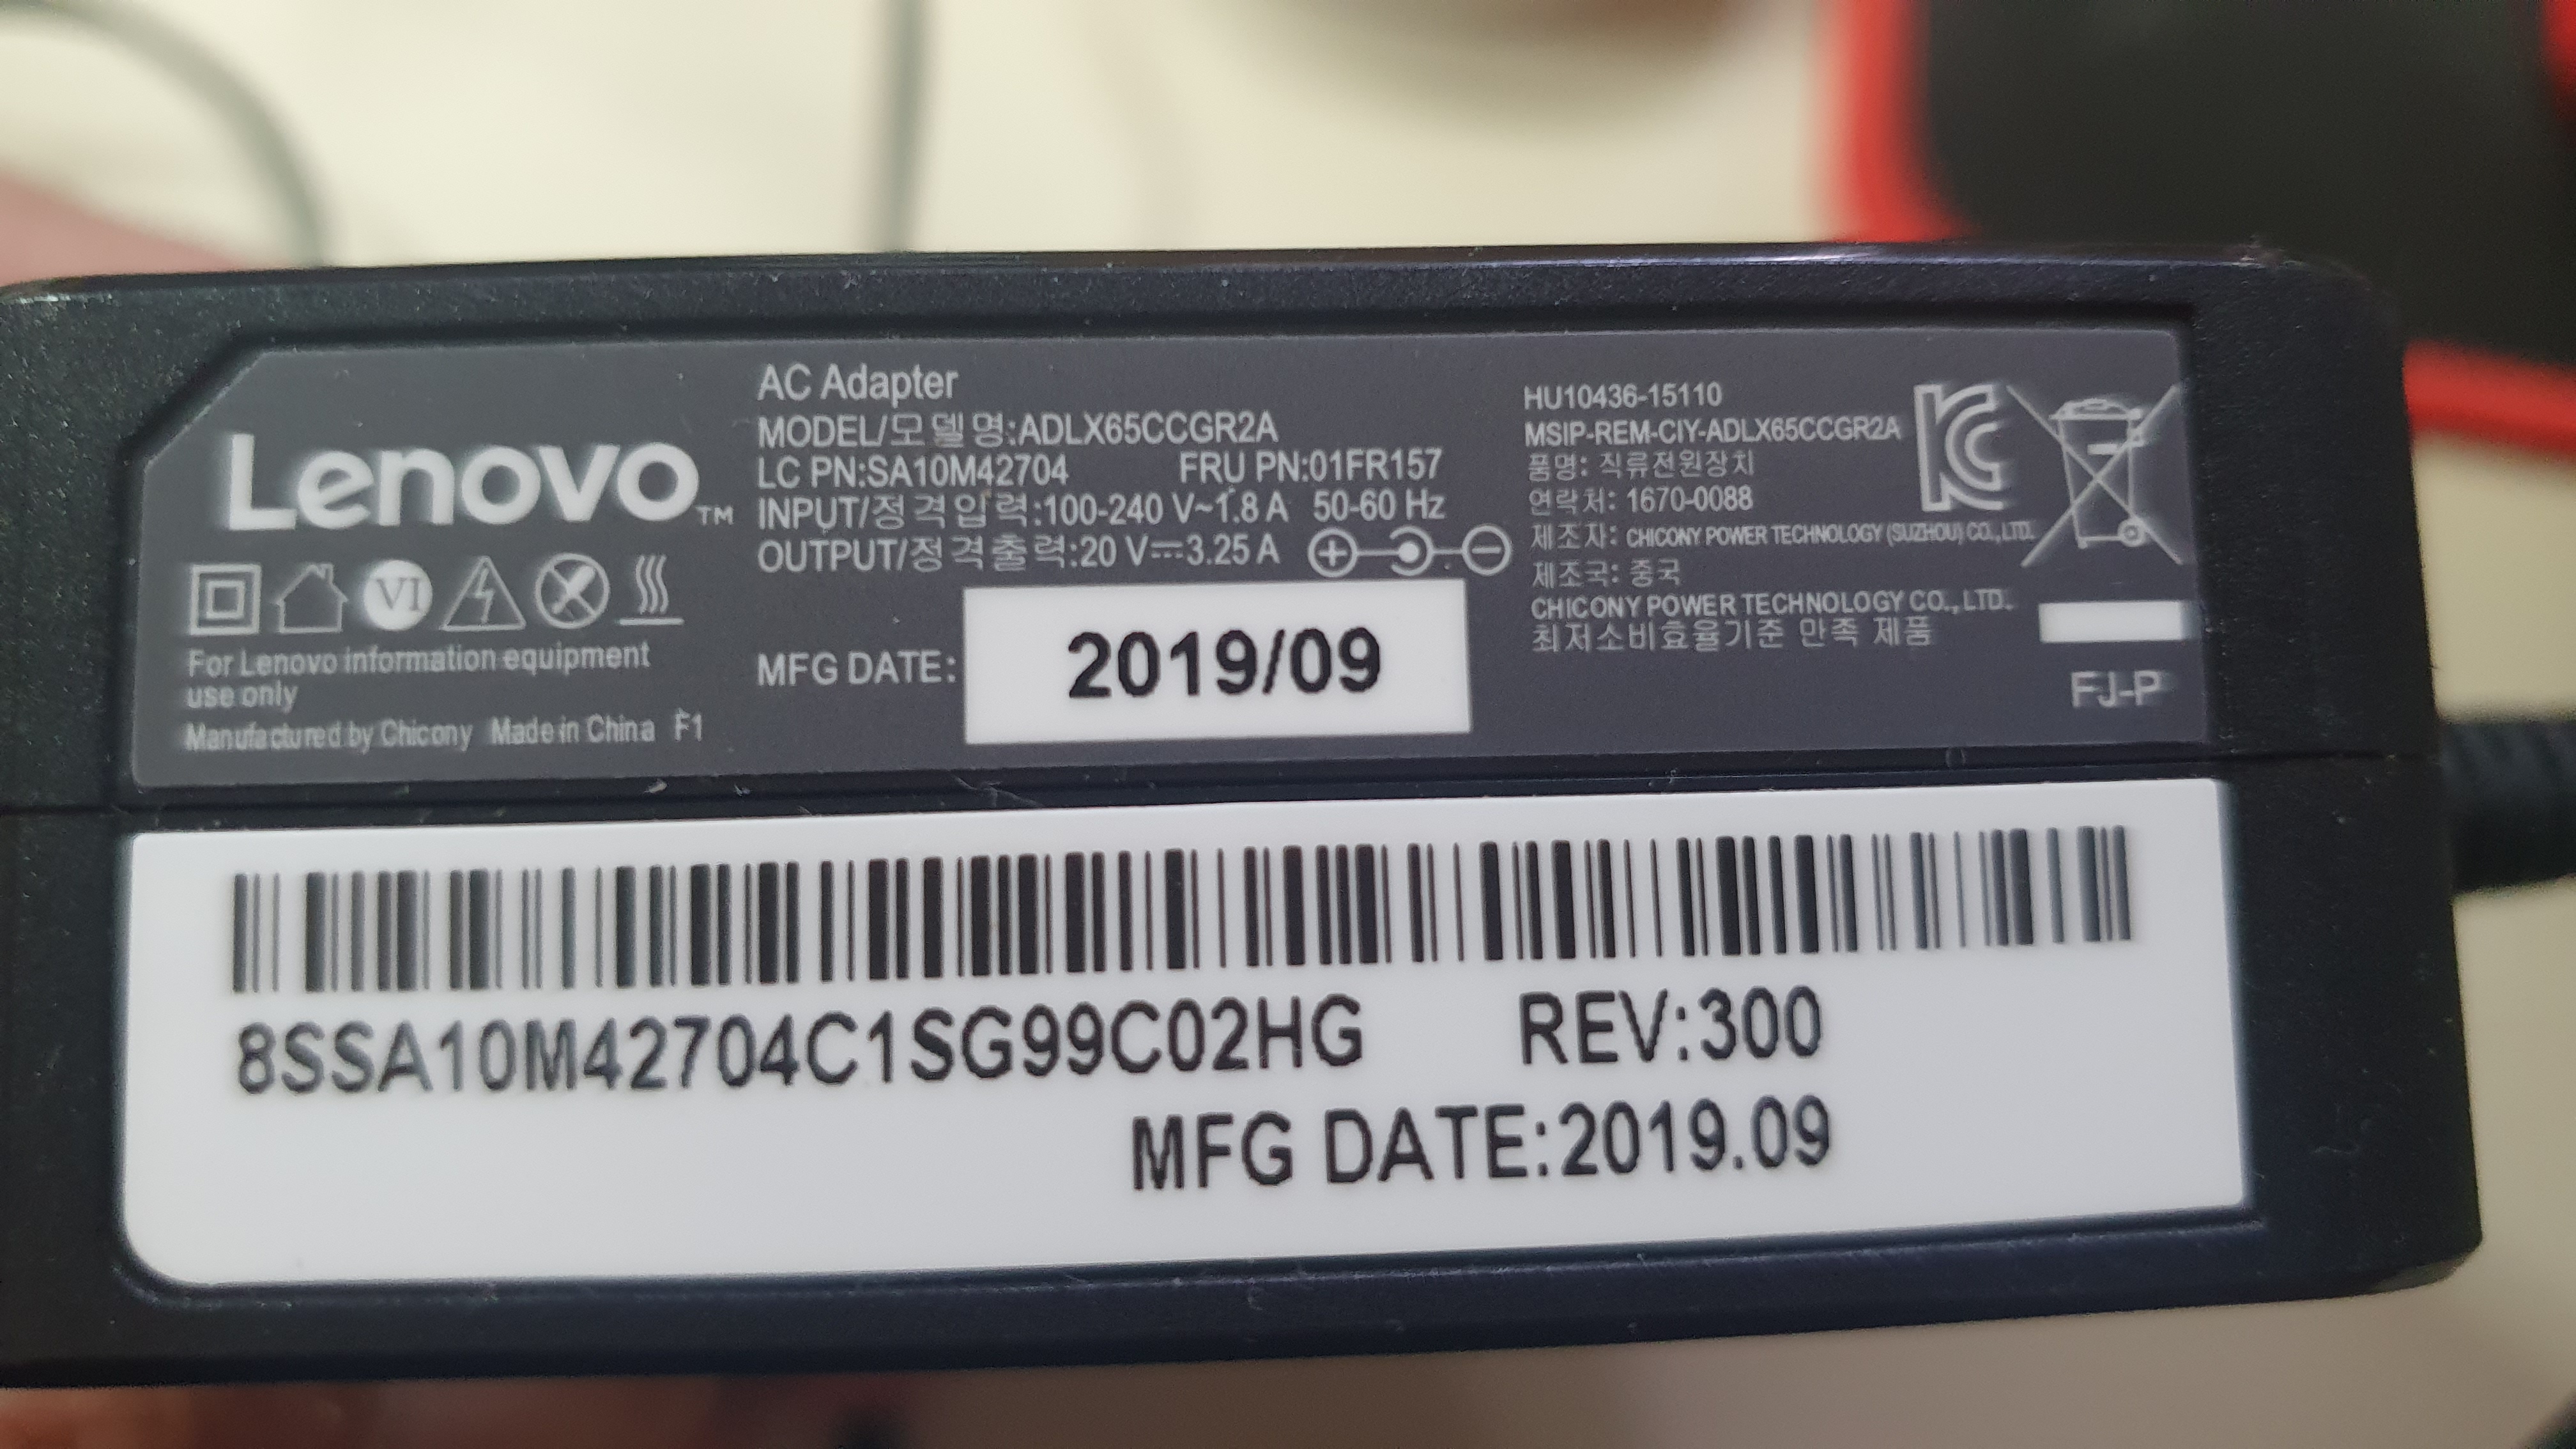 Lenovo™
VI
For Lenovo information equipment
use only
Manufactured by Chicony Made in China F1
AC Adapter
MODEL/모델명:ADLX65CCGR2A
LC PN:SA10M42704 FRU PN:01FR157
INPUT/정격입력:100-240 V~1.8 A 50-60 Hz
OUTPUT/정격출력:20 V⎓3.25 A
MFG DATE: 2019/09
HU10436-15110
MSIP-REM-CIY-ADLX65CCGR2A
품명: 직류전원장치
연락처: 1670-0088
제조자: CHICONY POWER TECHNOLOGY (SUZHOU) CO., LTD.
제조국: 중국
CHICONY POWER TECHNOLOGY CO., LTD.
최저소비효율기준 만족 제품
FJ-P
8SSA10M42704C1SG99C02HG REV:300
MFG DATE:2019.09